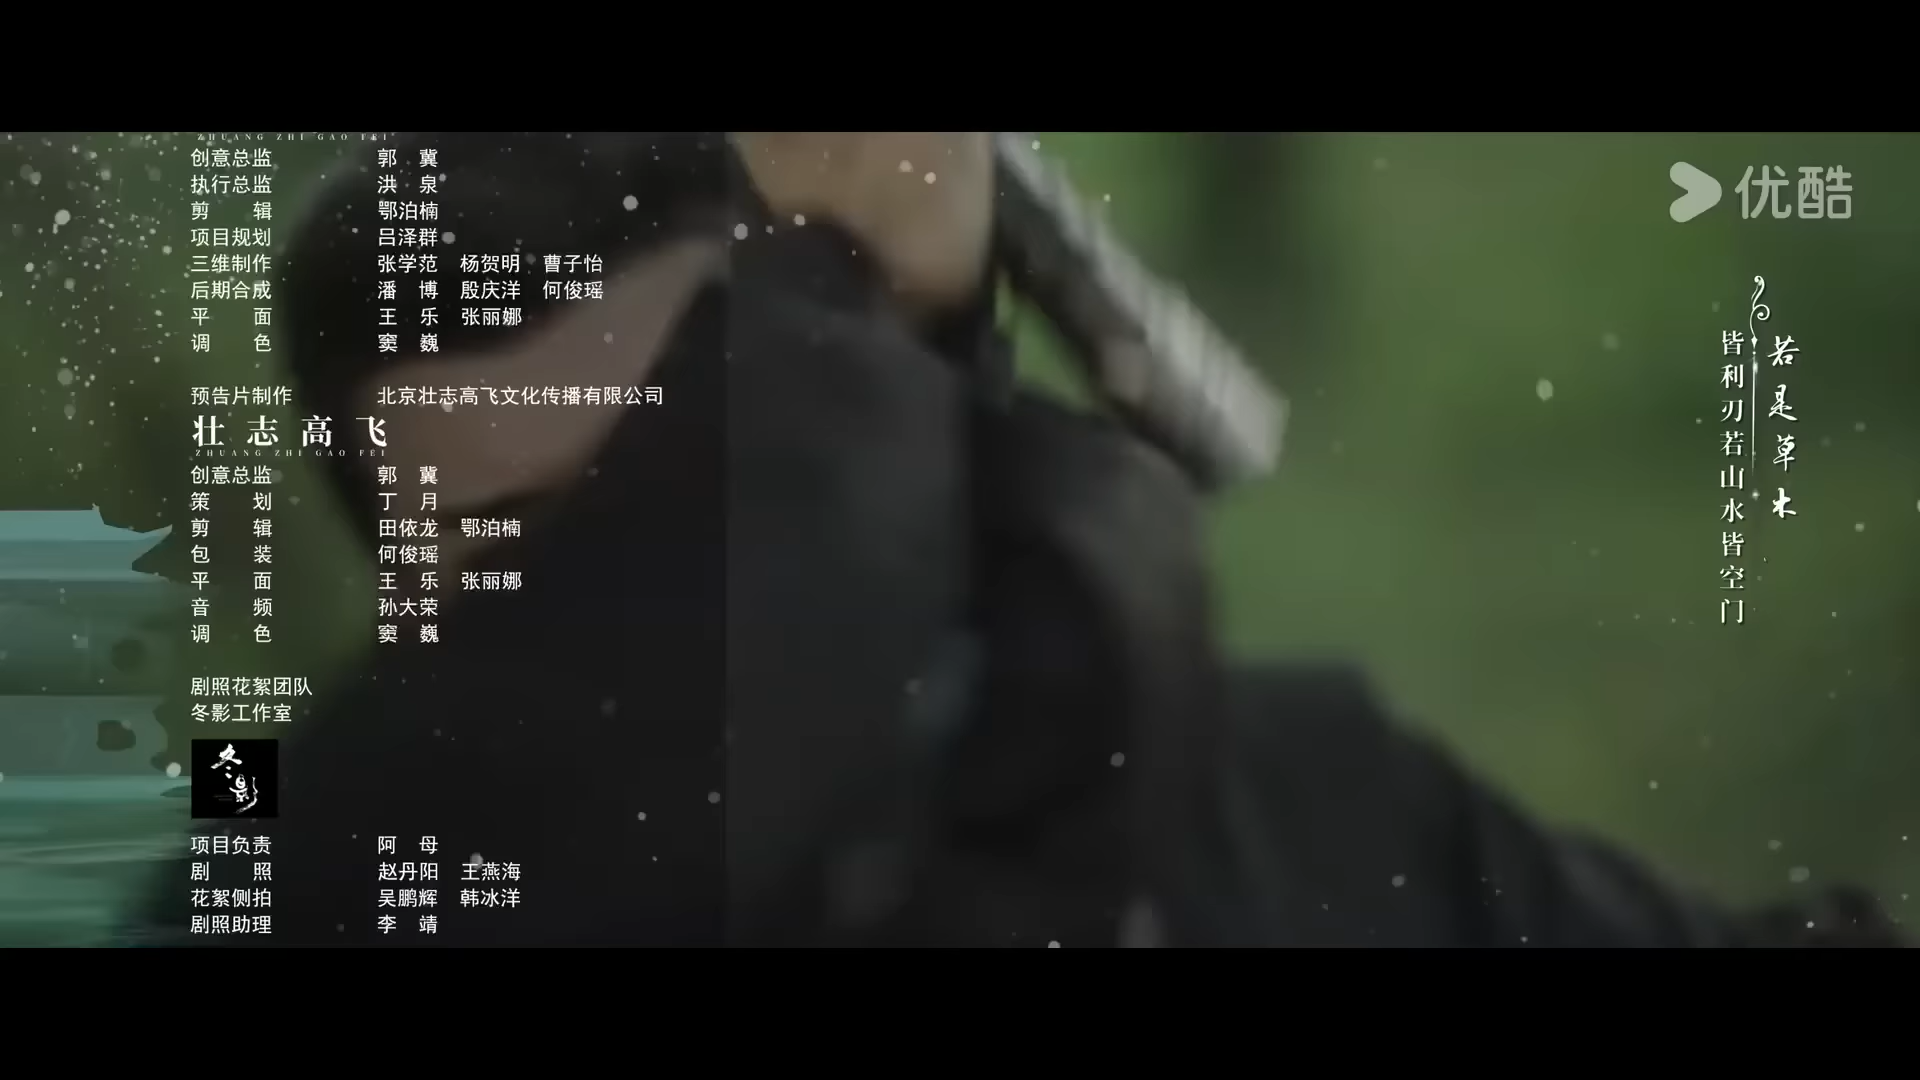 ZHUANG ZHI GAO FEI
创意总监 郭 冀
执行总监 洪 泉
剪 辑 鄂泊楠
项目规划 吕泽群
三维制作 张学范 杨贺明 曹子怡
后期合成 潘 博 殷庆洋 何俊瑶
平 面 王 乐 张丽娜
调 色 窦 巍
预告片制作 北京壮志高飞文化传播有限公司
壮志高飞
ZHUANG ZHI GAO FEI
创意总监 郭 冀
策 划 丁 月
剪 辑 田依龙 鄂泊楠
包 装 何俊瑶
平 面 王 乐 张丽娜
音 频 孙大荣
调 色 窦 巍
剧照花絮团队
冬影工作室
冬影
项目负责 阿 母
剧 照 赵丹阳 王燕海
花絮侧拍 吴鹏辉 韩冰洋
剧照助理 李 靖
优酷
若是草木
皆利刃若山水皆空门